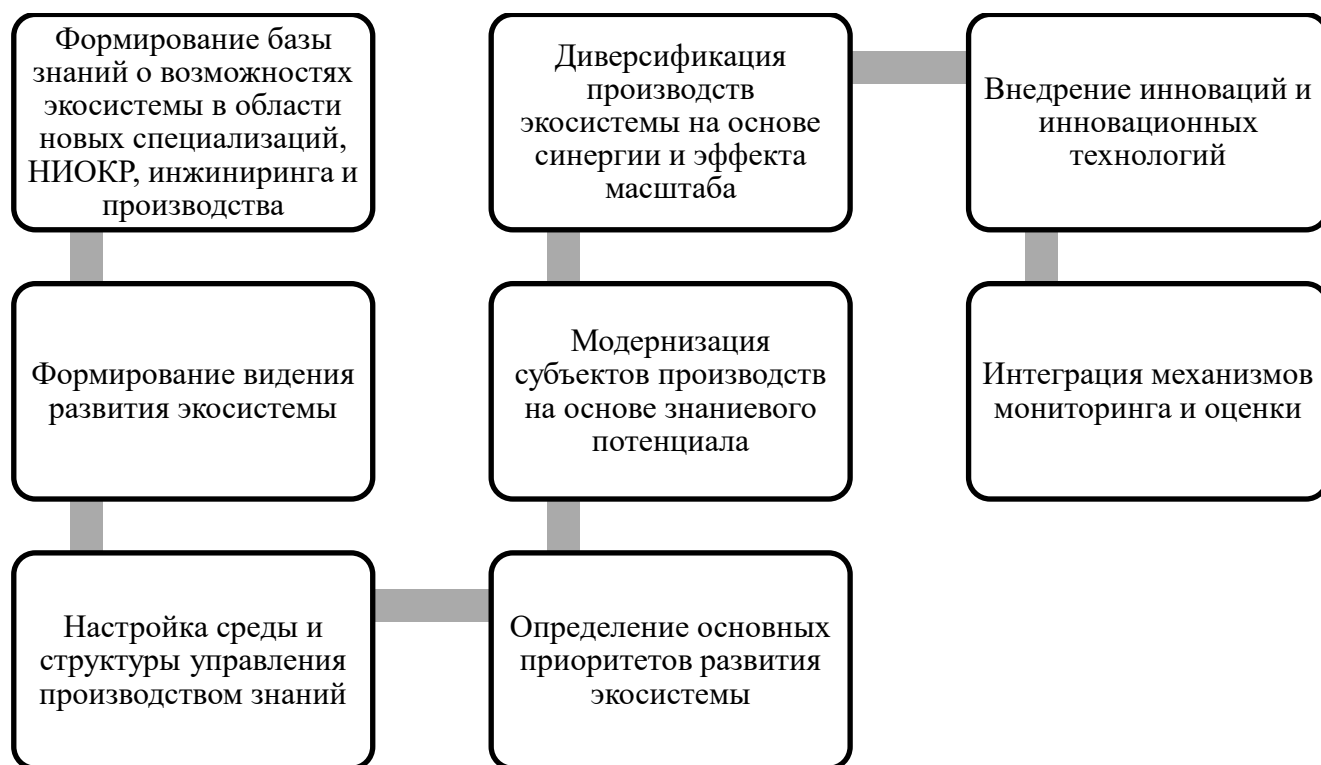 Формирование базы
знаний о возможностях
экосистемы в области
новых специализаций,
НИОКР, инжиниринга и
производства
Формирование видения
развития экосистемы
Настройка среды и
структуры управления
производством знаний
Определение основных
приоритетов развития
экосистемы
Модернизация
субъектов производств
на основе знаниевого
потенциала
Диверсификация
производств
экосистемы на основе
синергии и эффекта
масштаба
Внедрение инноваций и
инновационных
технологий
Интеграция механизмов
мониторинга и оценки